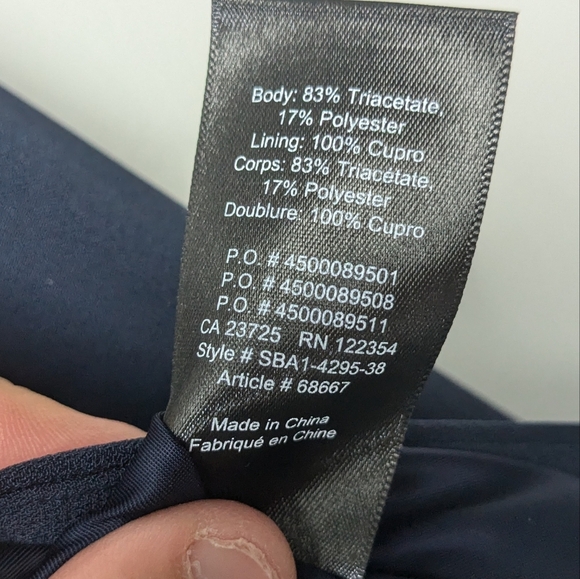 Body: 83% Triacetate,
17% Polyester
Lining: 100% Cupro
Corps: 83% Triacetate,
17% Polyester
Doublure: 100% Cupro
P.O. # 4500089501
P.O. # 4500089508
P.O. # 4500089511
CA 23725 RN 122354
Style # SBA1-4295-38
Article # 68667
Made in China
Fabriqué en Chine